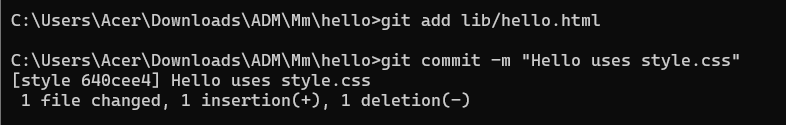 C:\Users\Acer\Downloads\ADM\Mm\hello>git add lib/hello.html
C:\Users\Acer\Downloads\ADM\Mm\hello>git commit -m "Hello uses style.css"
[style 640cee4] Hello uses style.css
 1 file changed, 1 insertion(+), 1 deletion(-)